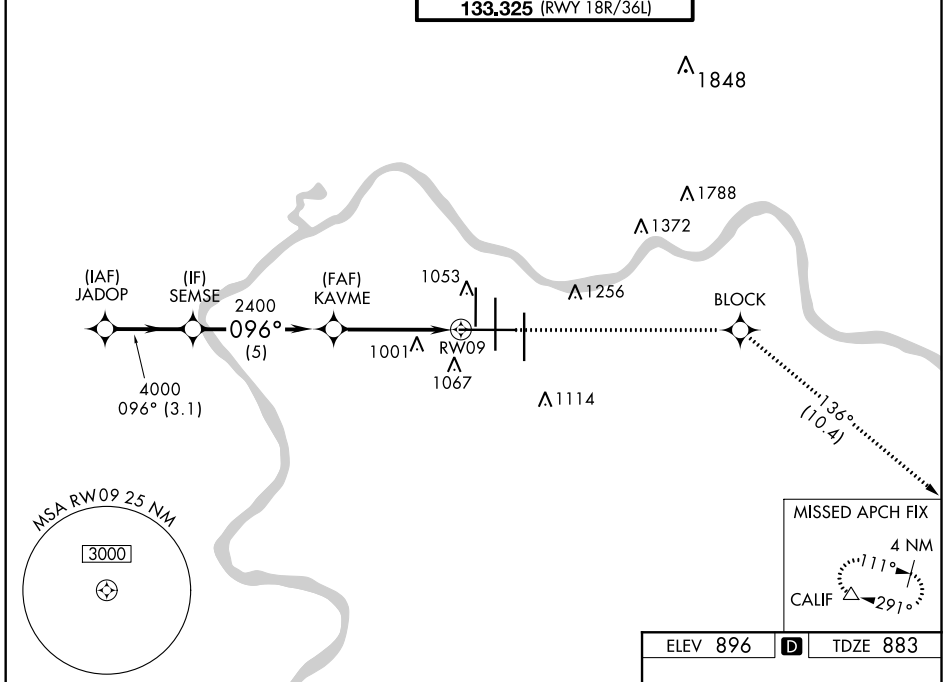 133.325 (RWY 18R/36L)
1848
1788
1372
(IAF)
JADOP
(IF)
SEMSE
2400
096°
(5)
(FAF)
KAVME
1053
1256
BLOCK
1001
RW09
1067
4000
096° (3.1)
1114
136°
(10.4)
MSA RW09 25 NM
3000
MISSED APCH FIX
4 NM
111°
CALIF
291°
ELEV 896 D TDZE 883